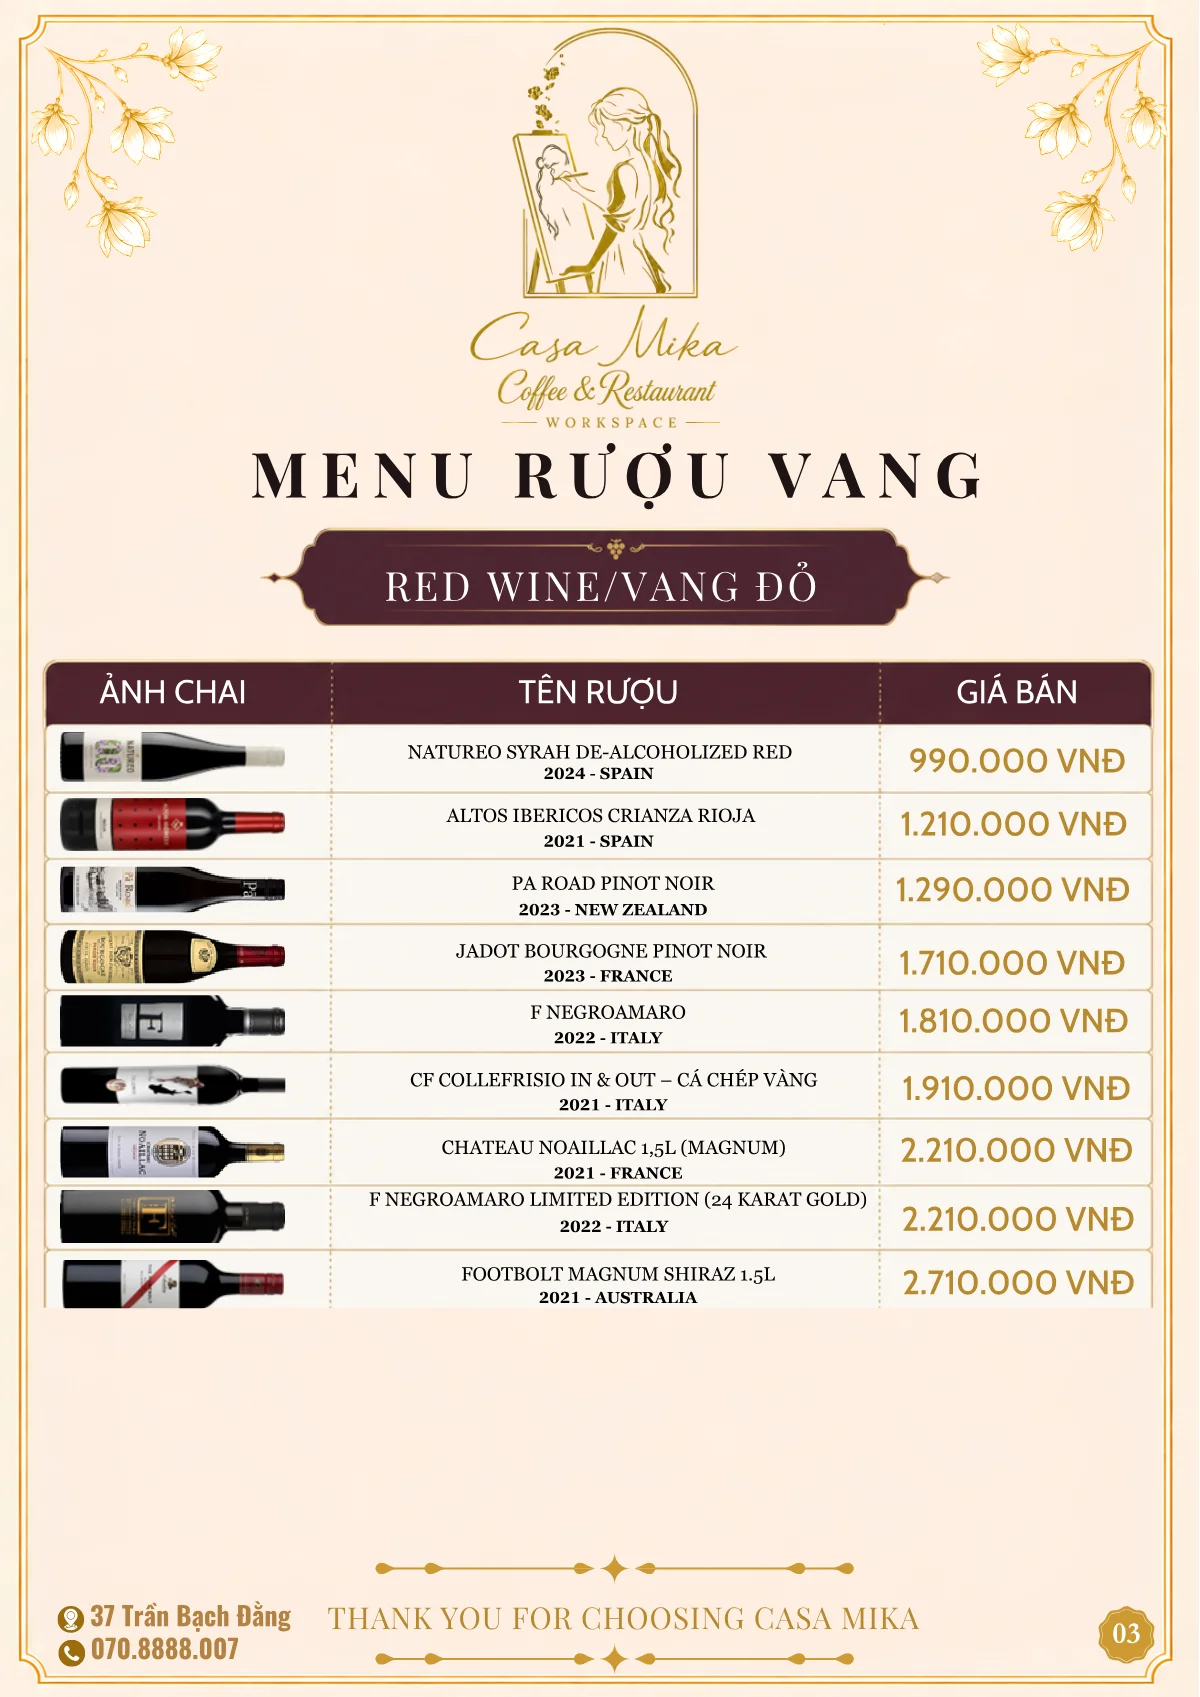 Casa Mika
Coffee & Restaurant
WORKSPACE
MENU RƯỢU VANG
RED WINE/VANG ĐỎ
ẢNH CHAI TÊN RƯỢU GIÁ BÁN
NATUREO SYRAH DE-ALCOHOLIZED RED
2024 - SPAIN
990.000 VNĐ
ALTOS IBERICOS CRIANZA RIOJA
2021 - SPAIN
1.210.000 VNĐ
PA ROAD PINOT NOIR
2023 - NEW ZEALAND
1.290.000 VNĐ
JADOT BOURGOGNE PINOT NOIR
2023 - FRANCE
1.710.000 VNĐ
F NEGROAMARO
2022 - ITALY
1.810.000 VNĐ
CF COLLEFRISIO IN & OUT – CÁ CHÉP VÀNG
2021 - ITALY
1.910.000 VNĐ
CHATEAU NOAILLAC 1,5L (MAGNUM)
2021 - FRANCE
2.210.000 VNĐ
F NEGROAMARO LIMITED EDITION (24 KARAT GOLD)
2022 - ITALY
2.210.000 VNĐ
FOOTBOLT MAGNUM SHIRAZ 1.5L
2021 - AUSTRALIA
2.710.000 VNĐ
37 Trần Bạch Đằng
070.8888.007
THANK YOU FOR CHOOSING CASA MIKA
03